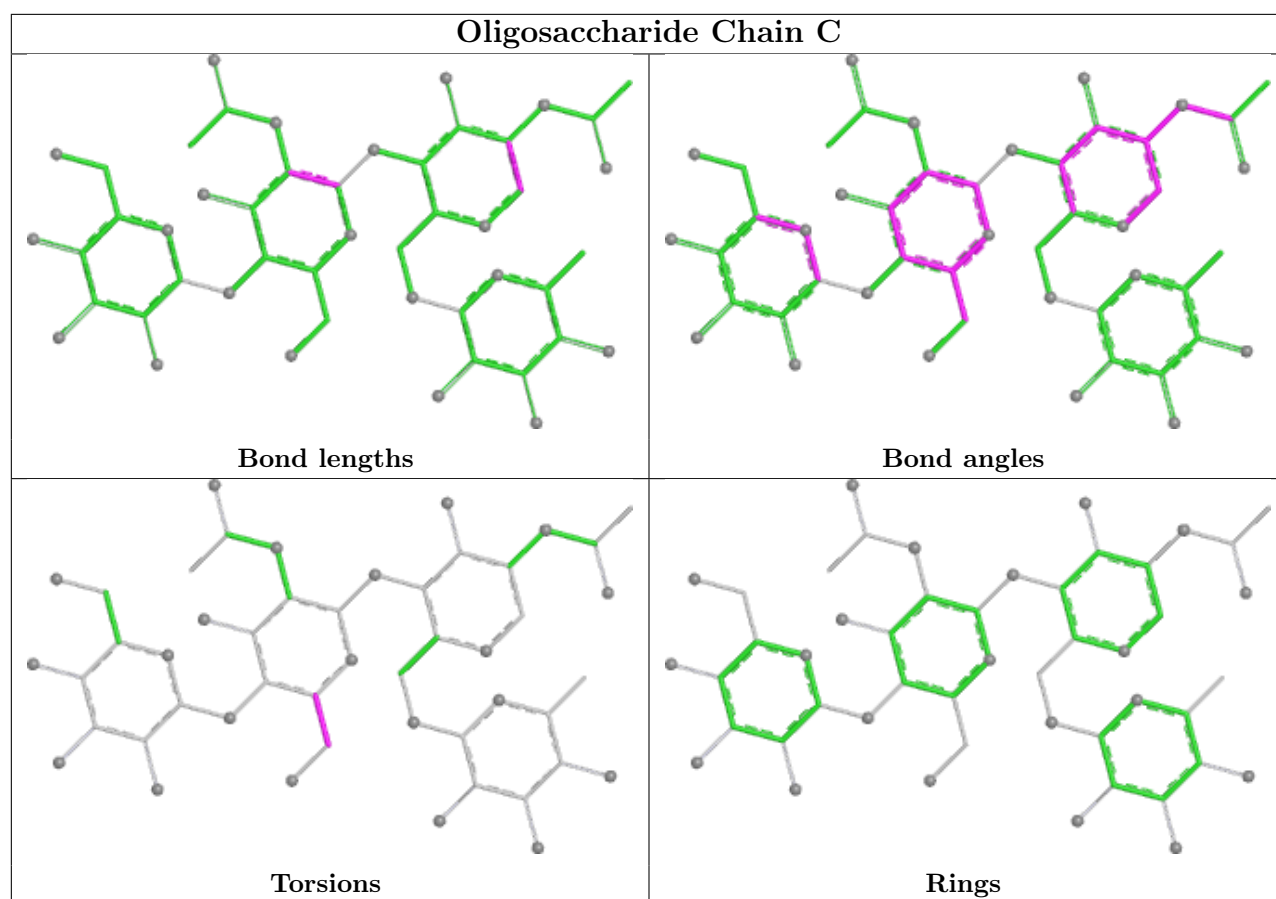 Oligosaccharide Chain C
Bond lengths
Bond angles
Torsions
Rings